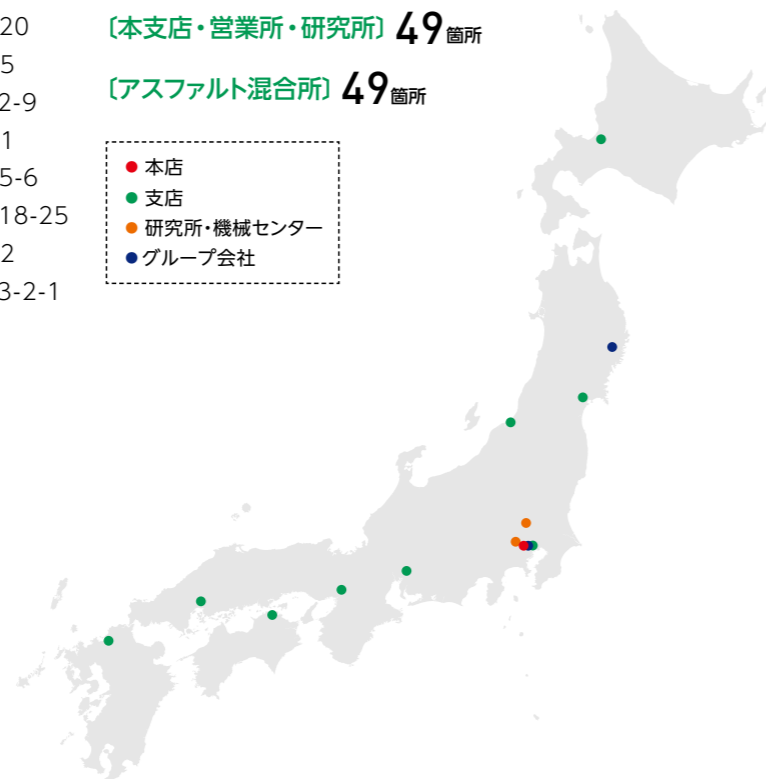 20
5
2-9
1
5-6
18-25
2
3-2-1
〔本支店・営業所・研究所〕 49箇所
〔アスファルト混合所〕 49箇所
本店
支店
研究所・機械センター
グループ会社